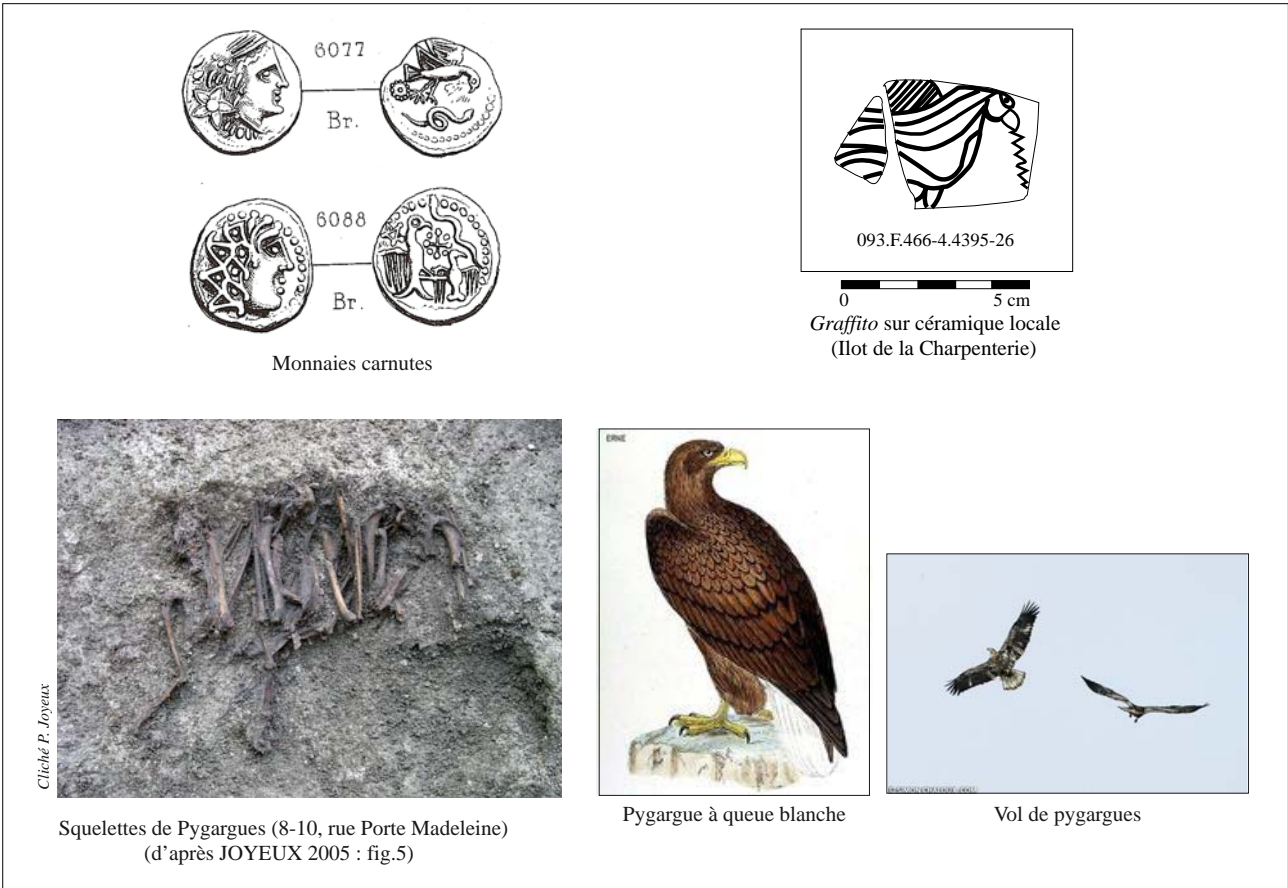 6077
Br.
6088
Br.
Monnaies carnutes
093.F.466-4.4395-26
0 5 cm
Graffito sur céramique locale
(Ilot de la Charpenterie)
Cliché P. Joyeux
Squelettes de Pygargues (8-10, rue Porte Madeleine)
(d'après JOYEUX 2005 : fig.5)
ERNE
Pygargue à queue blanche
Vol de pygargues